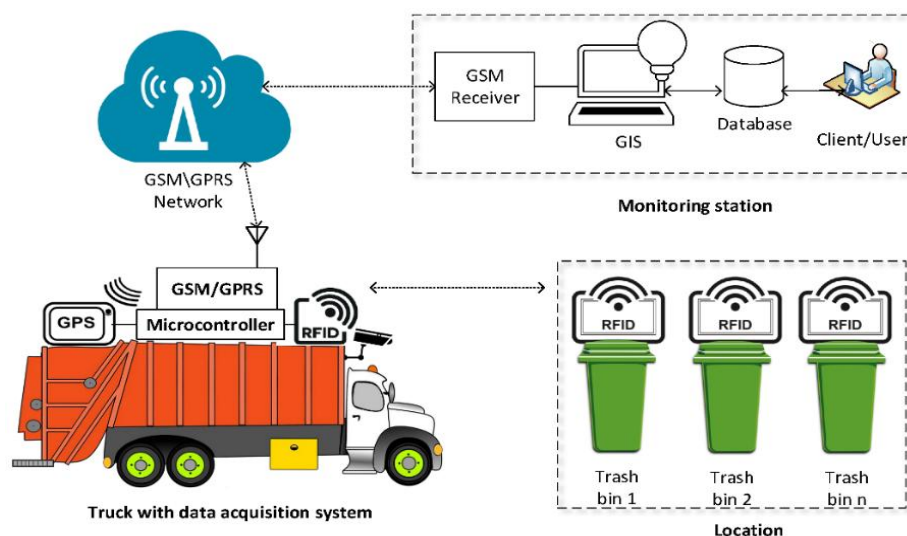 GSM
Receiver
GIS
Database
Client/User
Monitoring station
GSM\GPRS
Network
GSM/GPRS
GPS
Microcontroller
RFID
Truck with data acquisition system
RFID
RFID
RFID
Trash
bin 1
Trash
bin 2
Trash
bin n
Location